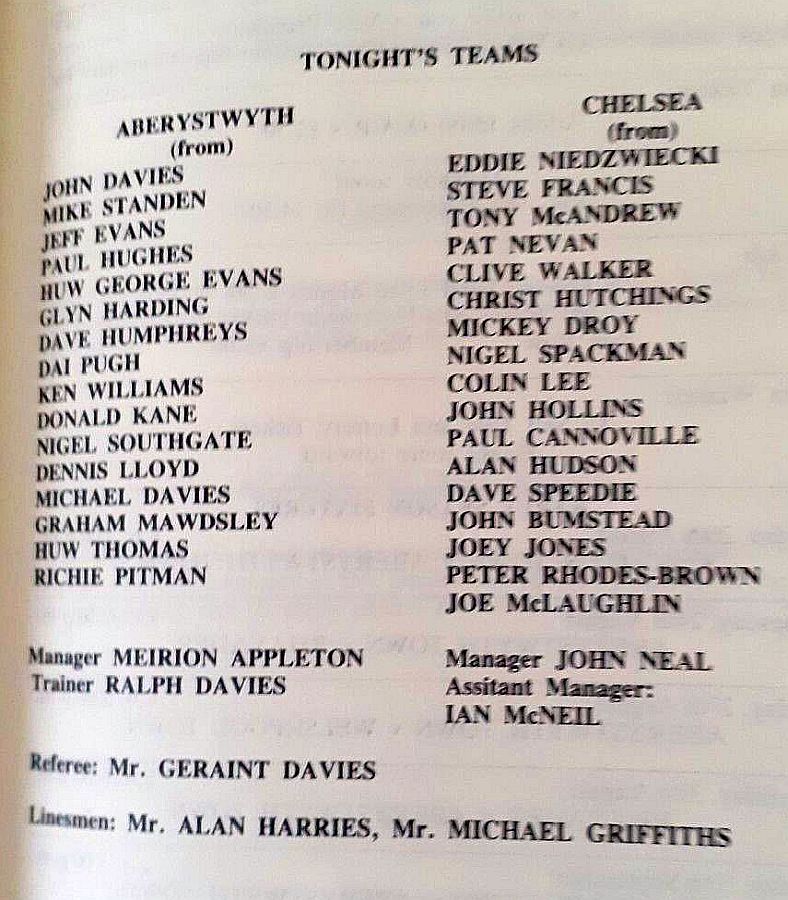 TONIGHT'S TEAMS
ABERYSTWYTH
(from)
JOHN DAVIES
MIKE STANDEN
JEFF EVANS
PAUL HUGHES
HUW GEORGE EVANS
GLYN HARDING
DAVE HUMPHREYS
DAI PUGH
KEN WILLIAMS
DONALD KANE
NIGEL SOUTHGATE
DENNIS LLOYD
MICHAEL DAVIES
GRAHAM MAWDSLEY
HUW THOMAS
RICHIE PITMAN
Manager MEIRION APPLETON
Trainer RALPH DAVIES
CHELSEA
(from)
EDDIE NIEDZWIECKI
STEVE FRANCIS
TONY McANDREW
PAT NEVAN
CLIVE WALKER
CHRIST HUTCHINGS
MICKEY DROY
NIGEL SPACKMAN
COLIN LEE
JOHN HOLLINS
PAUL CANNOVILLE
ALAN HUDSON
DAVE SPEEDIE
JOHN BUMSTEAD
JOEY JONES
PETER RHODES-BROWN
JOE McLAUGHLIN
Manager JOHN NEAL
Assitant Manager:
IAN McNEIL
Referee: Mr. GERAINT DAVIES
Linesmen: Mr. ALAN HARRIES, Mr. MICHAEL GRIFFITHS